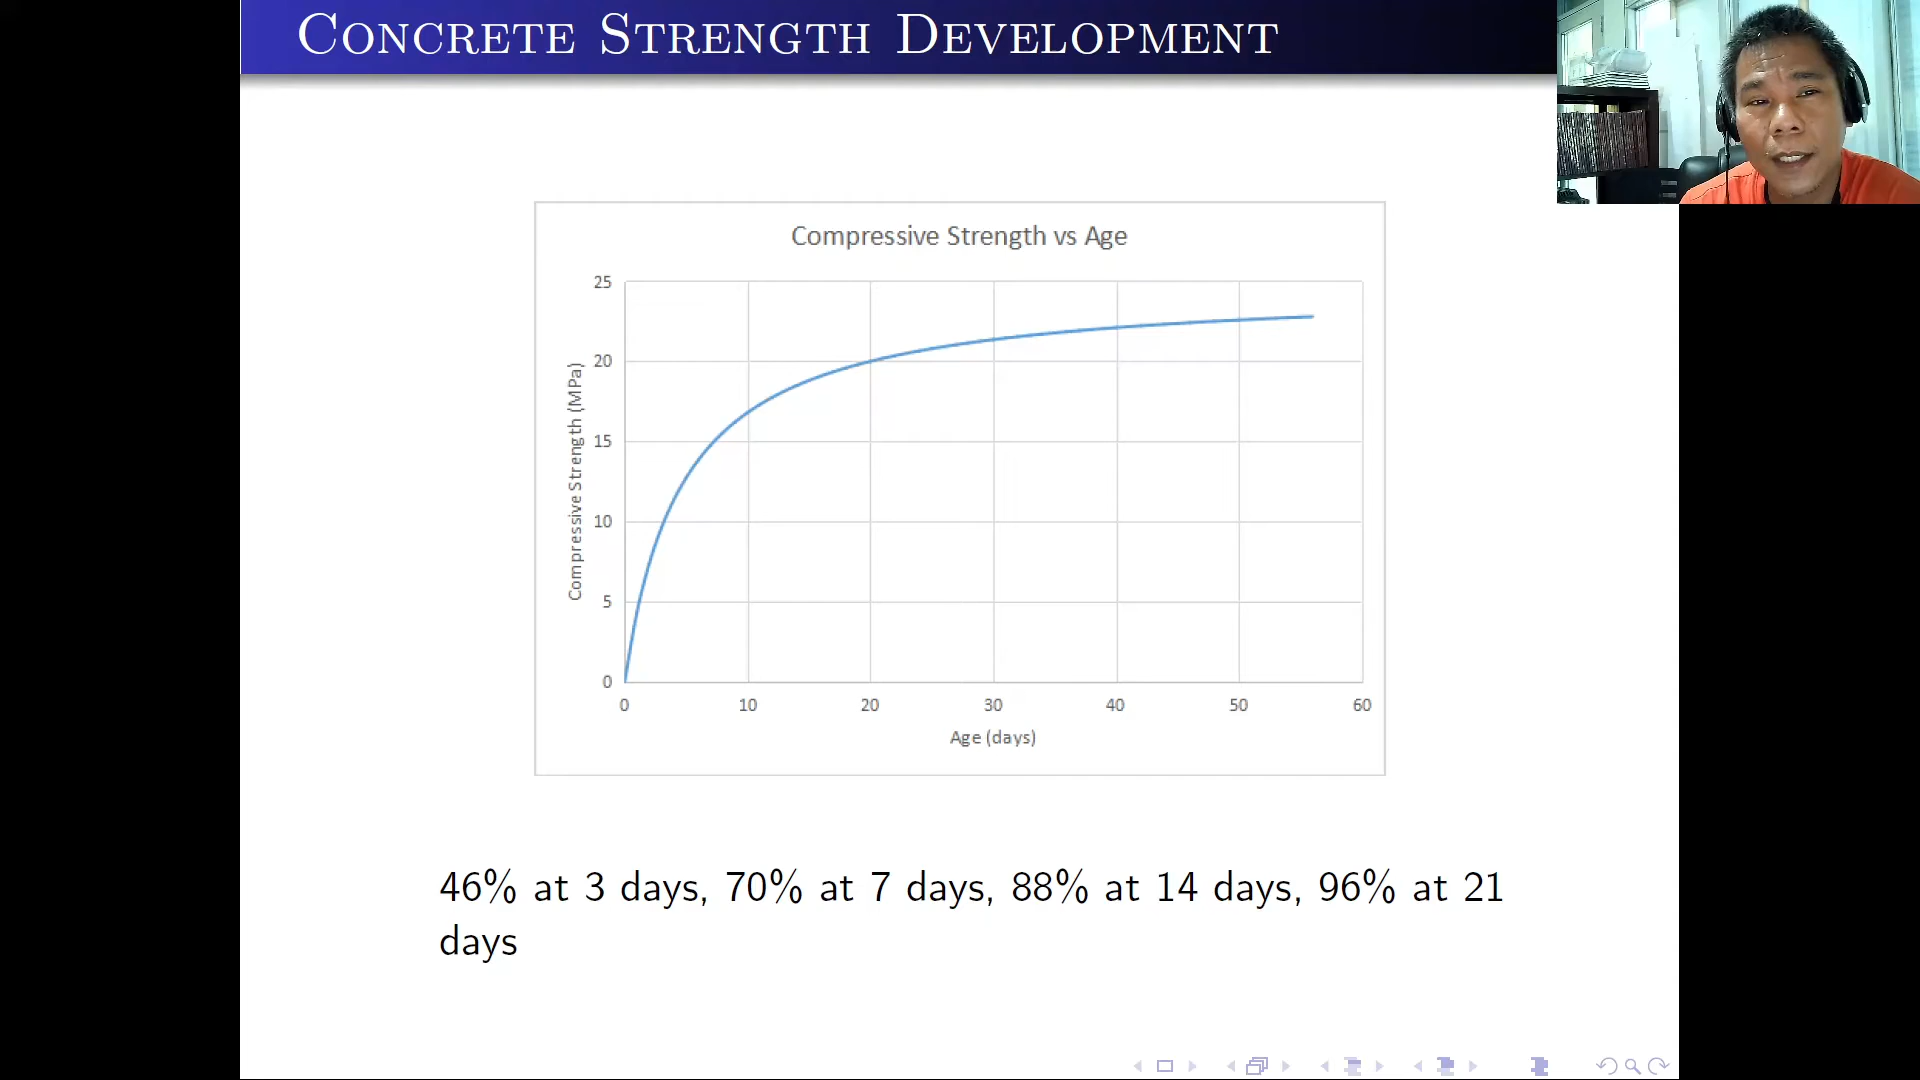 CONCRETE STRENGTH DEVELOPMENT
Compressive Strength vs Age
25
20
15
10
5
0
Compressive Strength (MPa)
0 10 20 30 40 50 60
Age (days)
46% at 3 days, 70% at 7 days, 88% at 14 days, 96% at 21
days